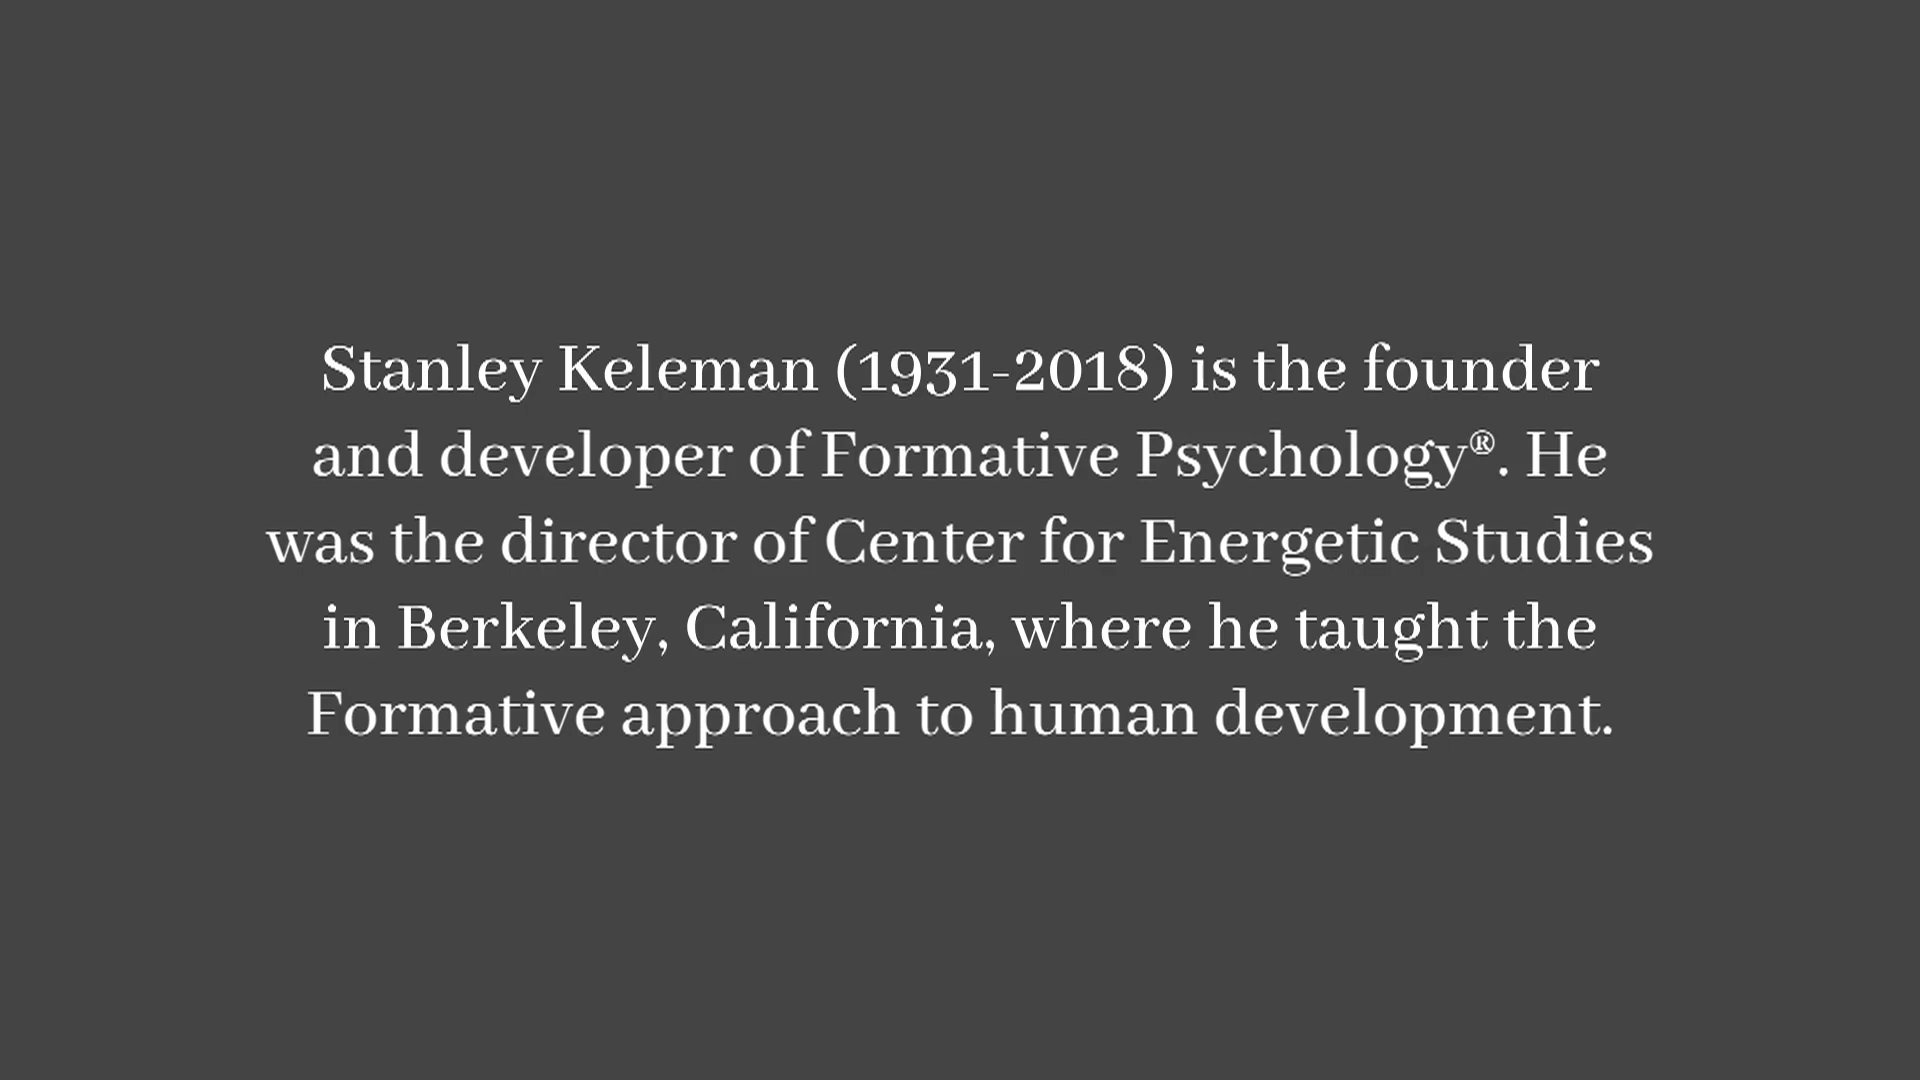 Stanley Keleman (1931-2018) is the founder
and developer of Formative Psychology®. He
was the director of Center for Energetic Studies
in Berkeley, California, where he taught the
Formative approach to human development.